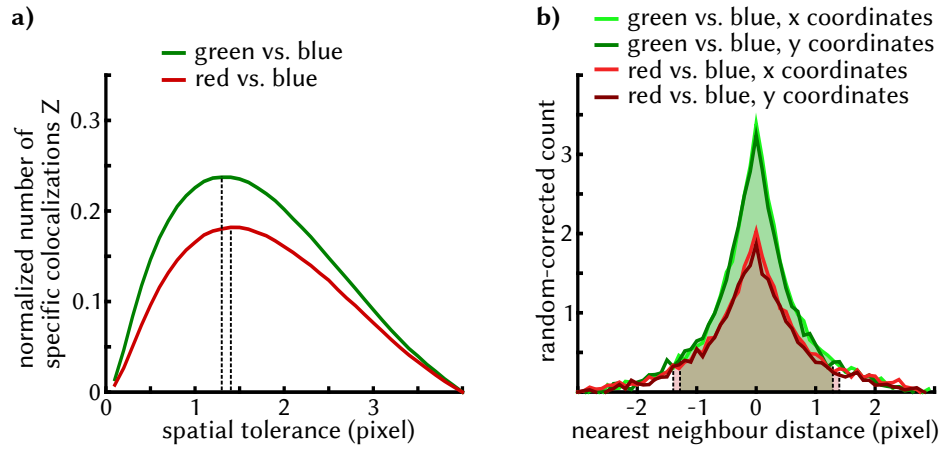 a)
green vs. blue
red vs. blue
normalized number of
specific colocalizations Z
0.3
0.2
0.1
0
0 1 2 3
spatial tolerance (pixel)
b)
green vs. blue, x coordinates
green vs. blue, y coordinates
red vs. blue, x coordinates
red vs. blue, y coordinates
random-corrected count
3
2
1
-2 -1 0 1 2
nearest neighbour distance (pixel)